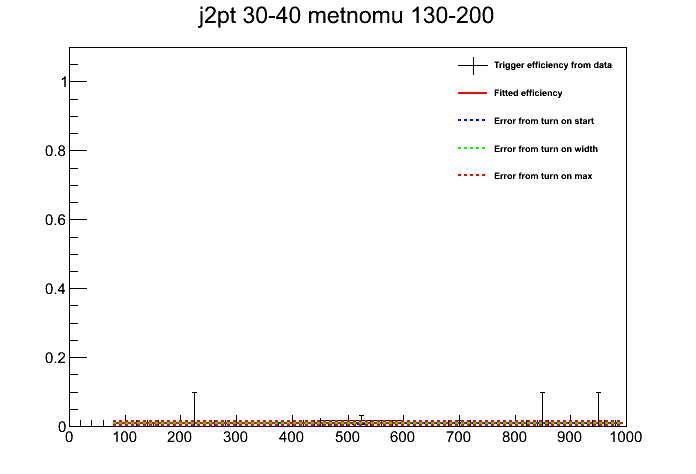 j2pt 30-40 metnomu 130-200
Trigger efficiency from data
Fitted efficiency
Error from turn on start
Error from turn on width
Error from turn on max
1
0.8
0.6
0.4
0.2
0
0 100 200 300 400 500 600 700 800 900 1000